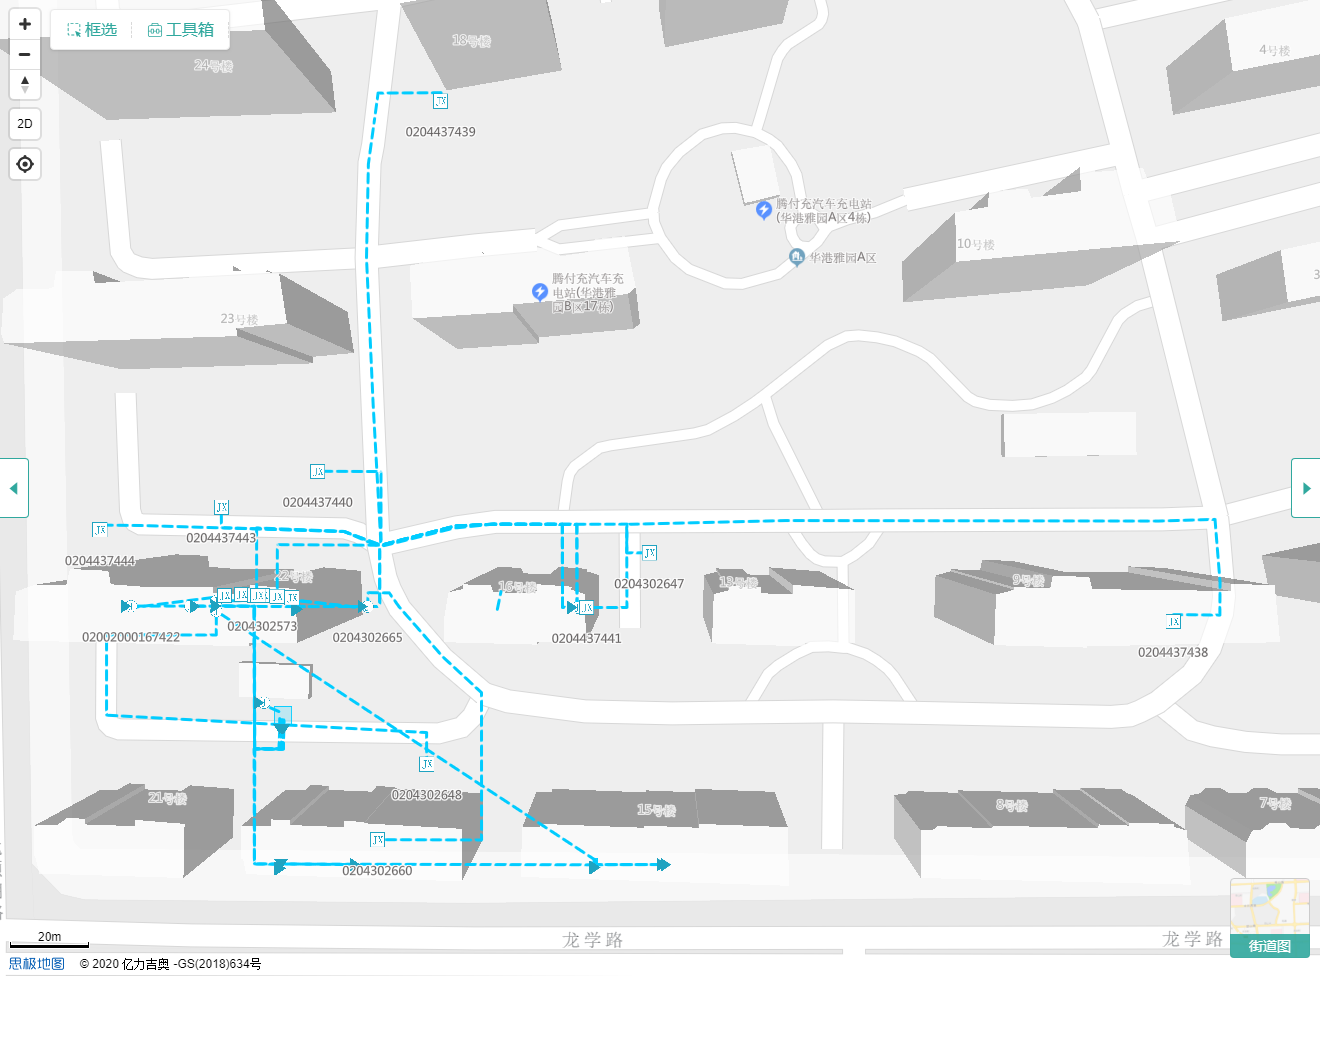 框选
工具箱
2D
24号楼
18号楼
4号楼
JX
0204437439
腾付充汽车充电站
(华港雅园A区4栋)
10号楼
华港雅园A区
腾付充汽车充
电站(华港雅
园B区17栋)
23号楼
3
JX
0204437440
JX
0204437443
JX
0204437444
JX
0204302647
22号楼
16号楼
12号楼
9号楼
JX
JX
JX
JX
JX
0204302573
02002000167422
0204302665
JX
0204437441
JX
0204437438
JX
0204302648
21号楼
15号楼
8号楼
7号楼
JX
0204302660
龙学路
龙学路
20m
街道图
思极地图
© 2020 亿力吉奥 -GS(2018)634号